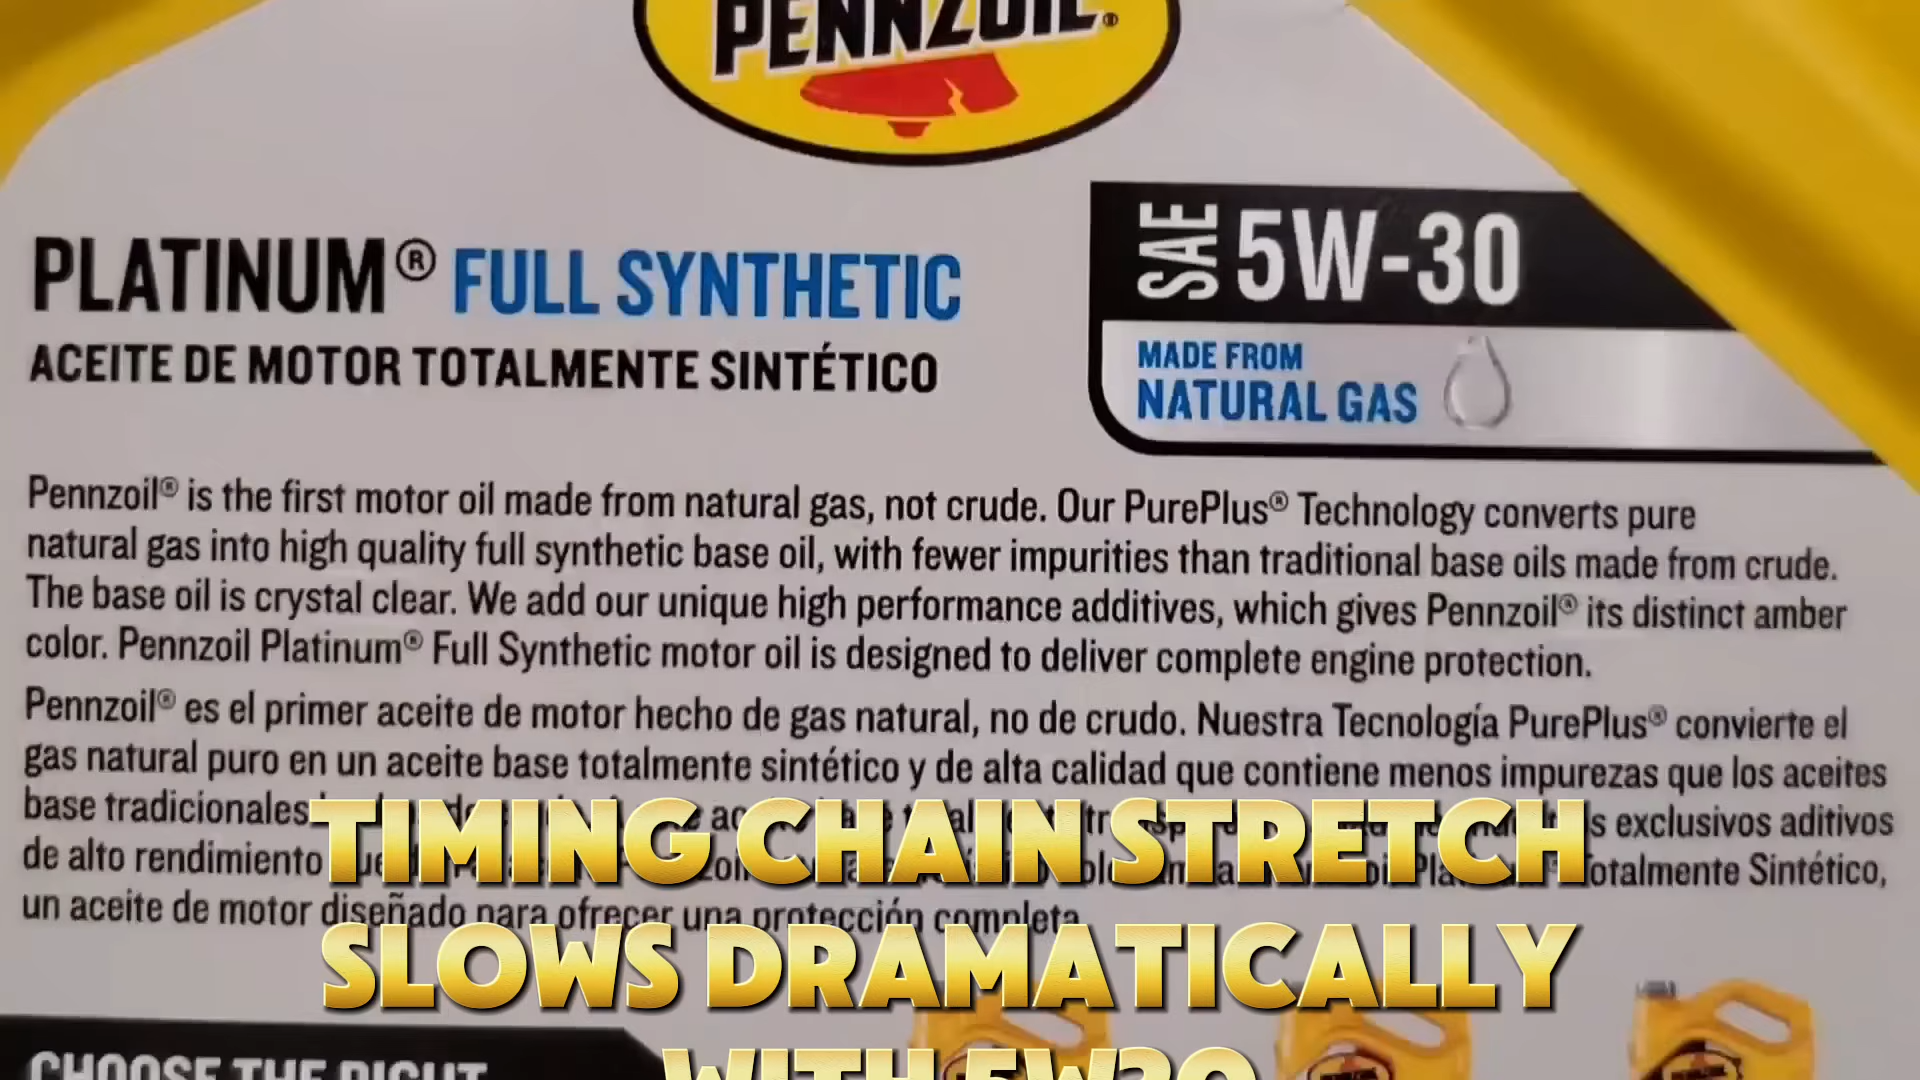 PENNZOIL®
PLATINUM® FULL SYNTHETIC
ACEITE DE MOTOR TOTALMENTE SINTÉTICO
SAE 5W-30
MADE FROM
NATURAL GAS
Pennzoil® is the first motor oil made from natural gas, not crude. Our PurePlus® Technology converts pure
natural gas into high quality full synthetic base oil, with fewer impurities than traditional base oils made from crude.
The base oil is crystal clear. We add our unique high performance additives, which gives Pennzoil® its distinct amber
color. Pennzoil Platinum® Full Synthetic motor oil is designed to deliver complete engine protection.
Pennzoil® es el primer aceite de motor hecho de gas natural, no de crudo. Nuestra Tecnología PurePlus® convierte el
gas natural puro en un aceite base totalmente sintético y de alta calidad que contiene menos impurezas que los aceites
base tradicionales exclusivos aditivos
de alto rendimiento Totalmente Sintético,
un aceite de motor diseñado para ofrecer una protección completa.
TIMING CHAIN STRETCH
SLOWS DRAMATICALLY
WITH 5W30
CHOOSE THE RIGHT